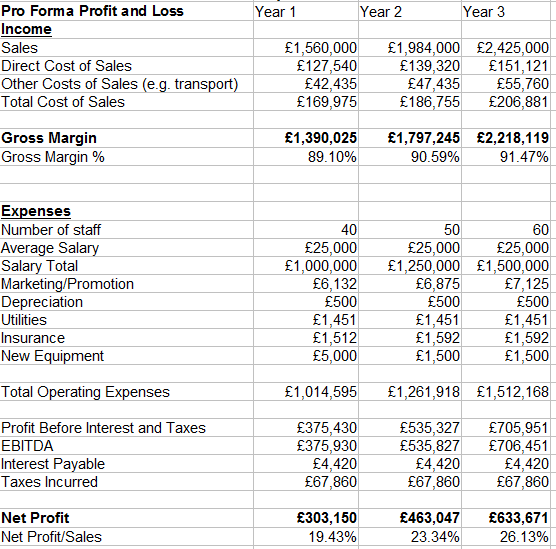 Pro Forma Profit and Loss Year 1 Year 2 Year 3
Income
Sales £1,560,000 £1,984,000 £2,425,000
Direct Cost of Sales £127,540 £139,320 £151,121
Other Costs of Sales (e.g. transport) £42,435 £47,435 £55,760
Total Cost of Sales £169,975 £186,755 £206,881
Gross Margin £1,390,025 £1,797,245 £2,218,119
Gross Margin % 89.10% 90.59% 91.47%
Expenses
Number of staff 40 50 60
Average Salary £25,000 £25,000 £25,000
Salary Total £1,000,000 £1,250,000 £1,500,000
Marketing/Promotion £6,132 £6,875 £7,125
Depreciation £500 £500 £500
Utilities £1,451 £1,451 £1,451
Insurance £1,512 £1,592 £1,592
New Equipment £5,000 £1,500 £1,500
Total Operating Expenses £1,014,595 £1,261,918 £1,512,168
Profit Before Interest and Taxes £375,430 £535,327 £705,951
EBITDA £375,930 £535,827 £706,451
Interest Payable £4,420 £4,420 £4,420
Taxes Incurred £67,860 £67,860 £67,860
Net Profit £303,150 £463,047 £633,671
Net Profit/Sales 19.43% 23.34% 26.13%